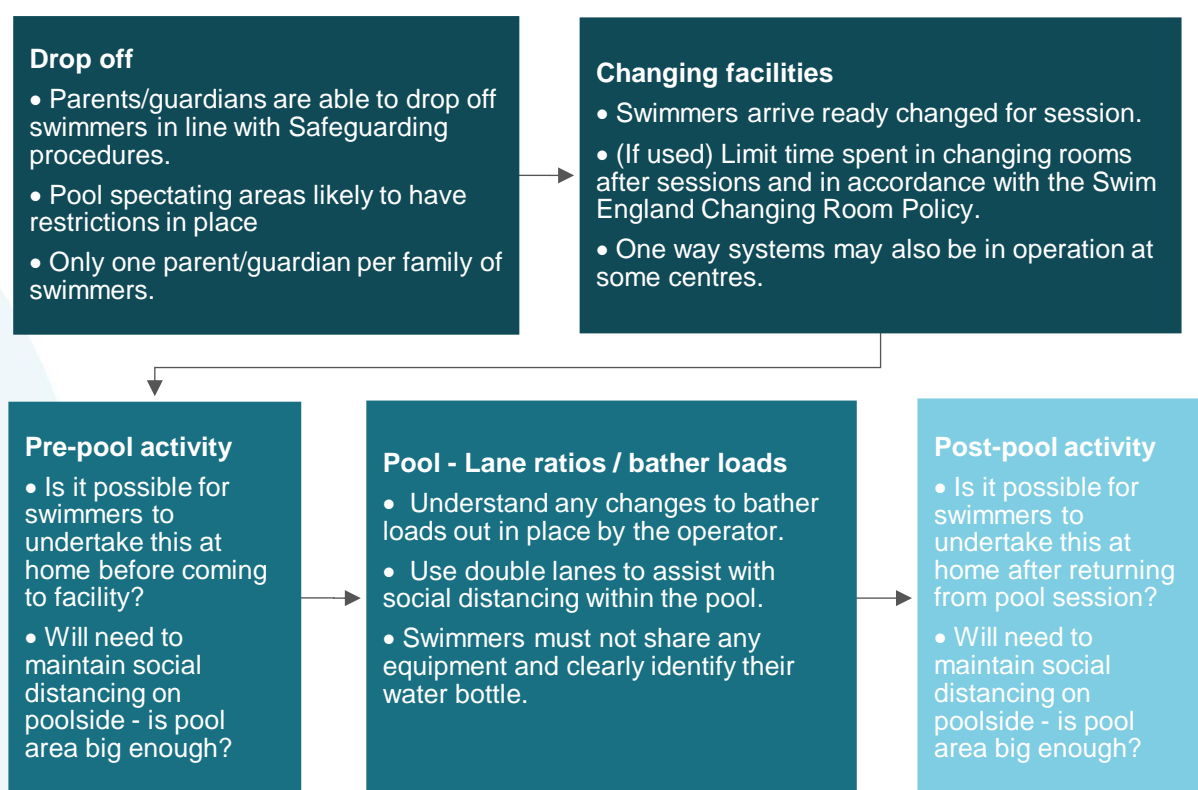 Drop off
• Parents/guardians are able to drop off
swimmers in line with Safeguarding
procedures.
• Pool spectating areas likely to have
restrictions in place
• Only one parent/guardian per family of
swimmers.
Changing facilities
• Swimmers arrive ready changed for session.
• (If used) Limit time spent in changing rooms
after sessions and in accordance with the Swim
England Changing Room Policy.
• One way systems may also be in operation at
some centres.
Pre-pool activity
• Is it possible for
swimmers to
undertake this at
home before coming
to facility?
• Will need to
maintain social
distancing on
poolside - is pool
area big enough?
Pool - Lane ratios / bather loads
• Understand any changes to bather
loads out in place by the operator.
• Use double lanes to assist with
social distancing within the pool.
• Swimmers must not share any
equipment and clearly identify their
water bottle.
Post-pool activity
• Is it possible for
swimmers to
undertake this at
home after returning
from pool session?
• Will need to
maintain social
distancing on
poolside - is pool
area big enough?